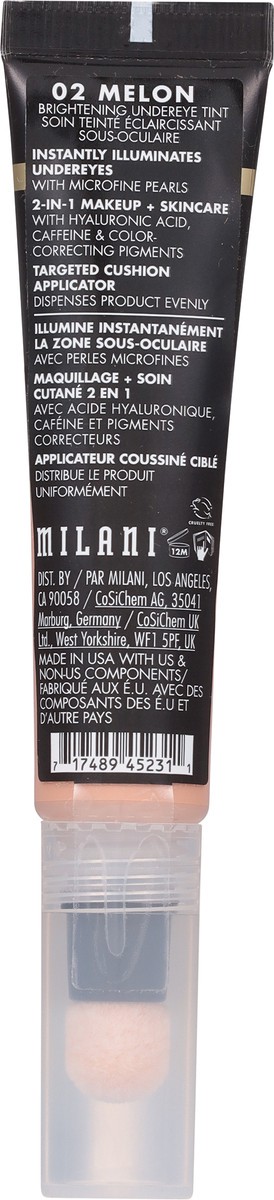 02 MELON
BRIGHTENING UNDEREYE TINT
SOIN TEINTÉ ÉCLAIRCISSANT
SOUS-OCULAIRE
INSTANTLY ILLUMINATES
UNDEREYES
WITH MICROFINE PEARLS
2-IN-1 MAKEUP + SKINCARE
WITH HYALURONIC ACID,
CAFFEINE & COLOR-
CORRECTING PIGMENTS
TARGETED CUSHION
APPLICATOR
DISPENSES PRODUCT EVENLY
ILLUMINE INSTANTANÉMENT
LA ZONE SOUS-OCULAIRE
AVEC PERLES MICROFINES
MAQUILLAGE + SOIN
CUTANÉ 2 EN 1
AVEC ACIDE HYALURONIQUE,
CAFÉINE ET PIGMENTS
CORRECTEURS
APPLICATEUR COUSSINÉ CIBLÉ
DISTRIBUE LE PRODUIT
UNIFORMÉMENT
CRUELTY FREE
MILANI®
12M
DIST. BY / PAR MILANI, LOS ANGELES,
CA 90058 / CoSiChem AG, 35041
Marburg, Germany / CoSiChem UK
Ltd., West Yorkshire, WF1 5PF, UK
MADE IN USA WITH US &
NON-US COMPONENTS/
FABRIQUÉ AUX É.U. AVEC DES
COMPOSANTS DES É.U ET
D'AUTRE PAYS
7 17489 45231 1